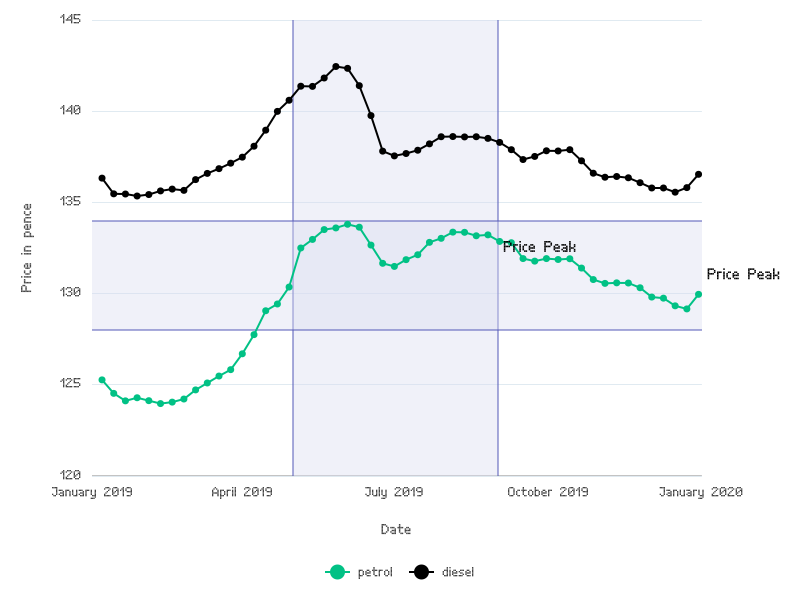 145
140
135
130
125
120
Price in pence
Price Peak
Price Peak
January 2019
April 2019
July 2019
October 2019
January 2020
Date
petrol
diesel